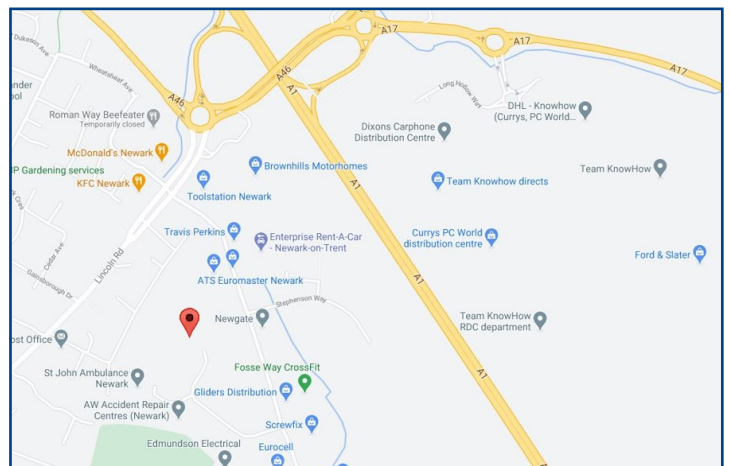 A17
A17
A17
Dukeries Ave
Wheatsheaf Ave
A46
A46
A1
Long Hollow Way
DHL - Knowhow
(Currys, PC World...
Roman Way Beefeater
Temporarily closed
Dixons Carphone
Distribution Centre
McDonald's Newark
Brownhills Motorhomes
Team KnowHow
Gardening services
KFC Newark
A1
Team Knowhow directs
Toolstation Newark
Travis Perkins
Enterprise Rent-A-Car
- Newark-on-Trent
Currys PC World
distribution centre
Ford & Slater
Cedar Ave
Lincoln Rd
Gainsborough Dr
ATS Euromaster Newark
A1
Stephenson Way
Newgate
Team KnowHow
RDC department
ost Office
Fosse Way CrossFit
St John Ambulance
Newark
A1
Gliders Distribution
AW Accident Repair
Centres (Newark)
Screwfix
Edmundson Electrical
Eurocell